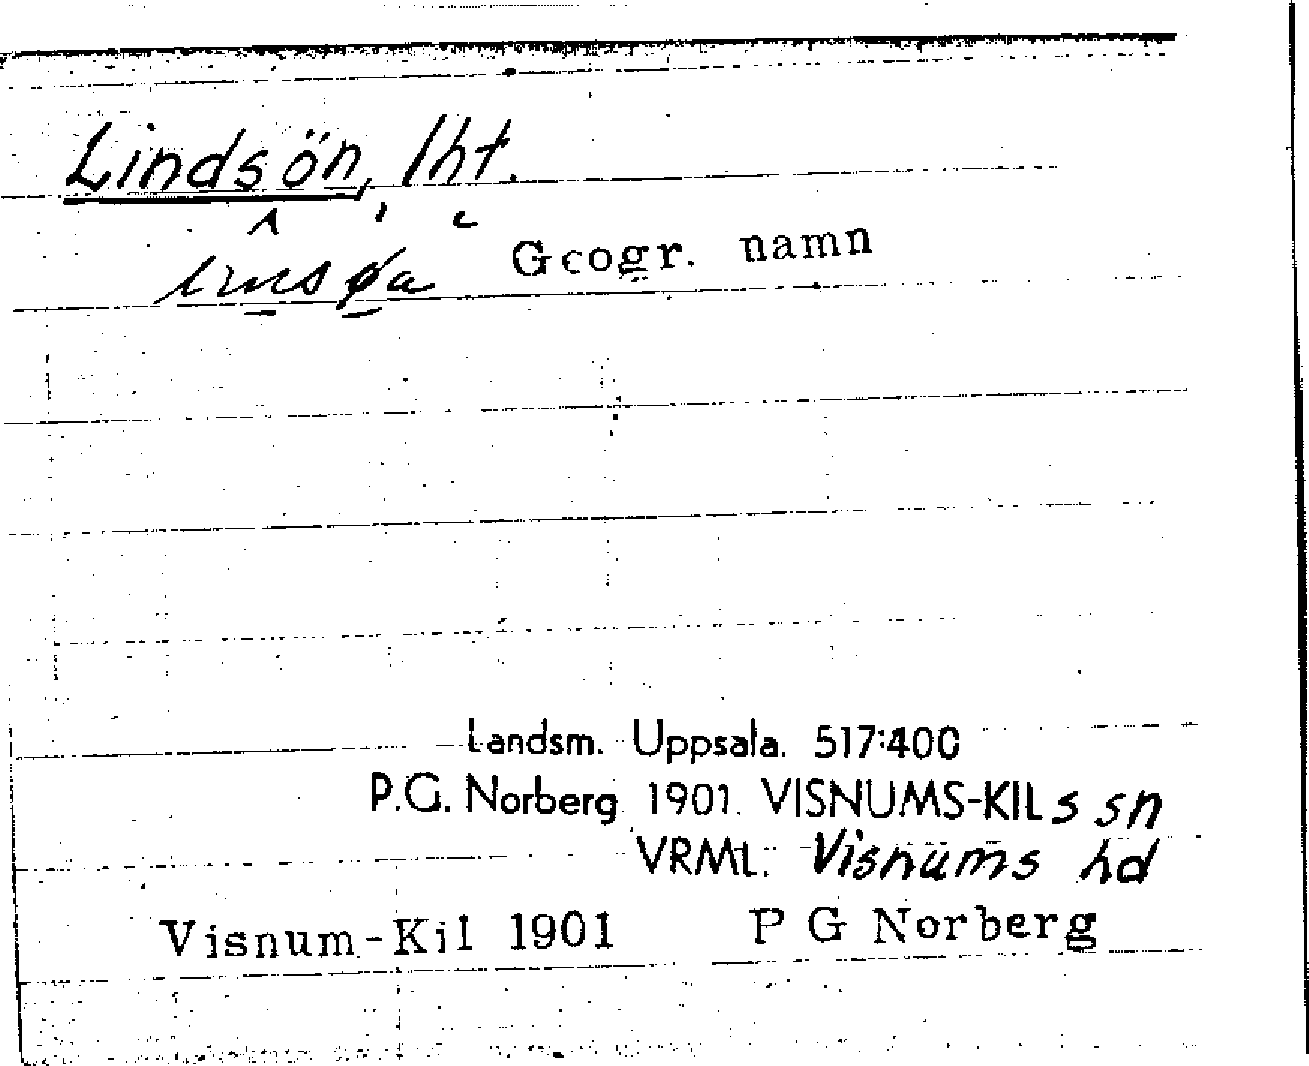 Lindsön, lht.
Geogr. namn
Landsm. Uppsala. 517:400
P.G. Norberg 1901. VISNUMS-KILs sn
VRML. Visnums hd
Visnum-Kil 1901 P G Norberg